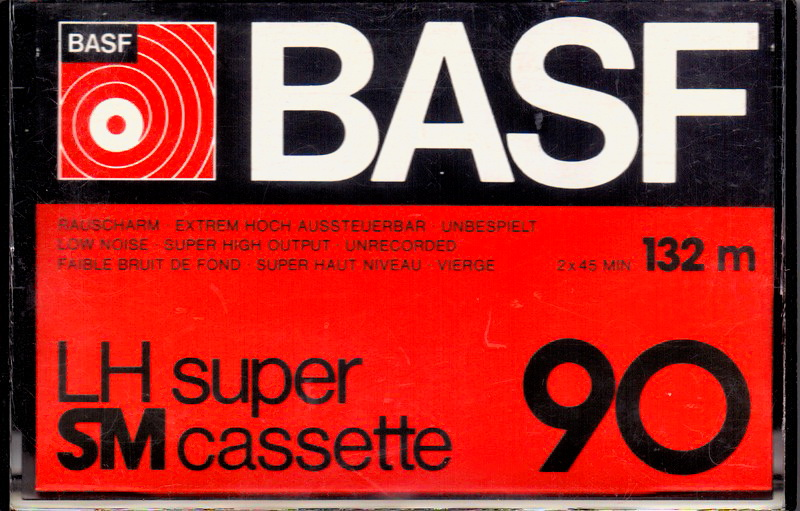 BASF
BASF
RAUSCHARM · EXTREM HOCH AUSSTEUERBAR · UNBESPIELT
LOW NOISE · SUPER HIGH OUTPUT · UNRECORDED
FAIBLE BRUIT DE FOND · SUPER HAUT NIVEAU · VIERGE
2 x 45 MIN 132 m
LH super
SM cassette
90